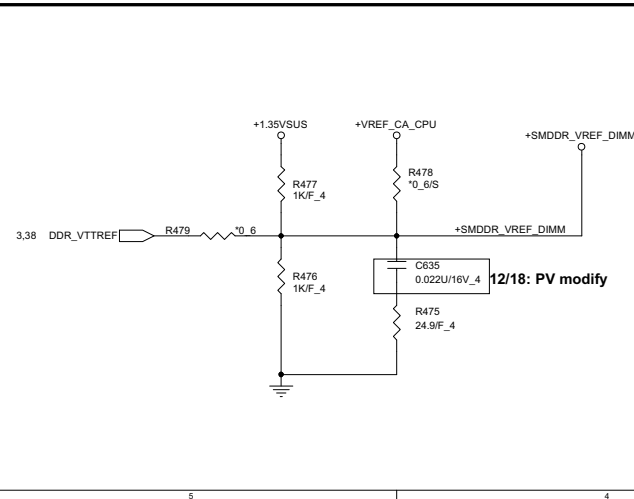 +1.35VSUS
+VREF_CA_CPU
+SMDDR_VREF_DIMM
R477
1K/F_4
R478
*0_6/S
3,38 DDR_VTTREF
R479
*0_6
+SMDDR_VREF_DIMM
R476
1K/F_4
C635
0.022U/16V_4
12/18: PV modify
R475
24.9/F_4
5
4